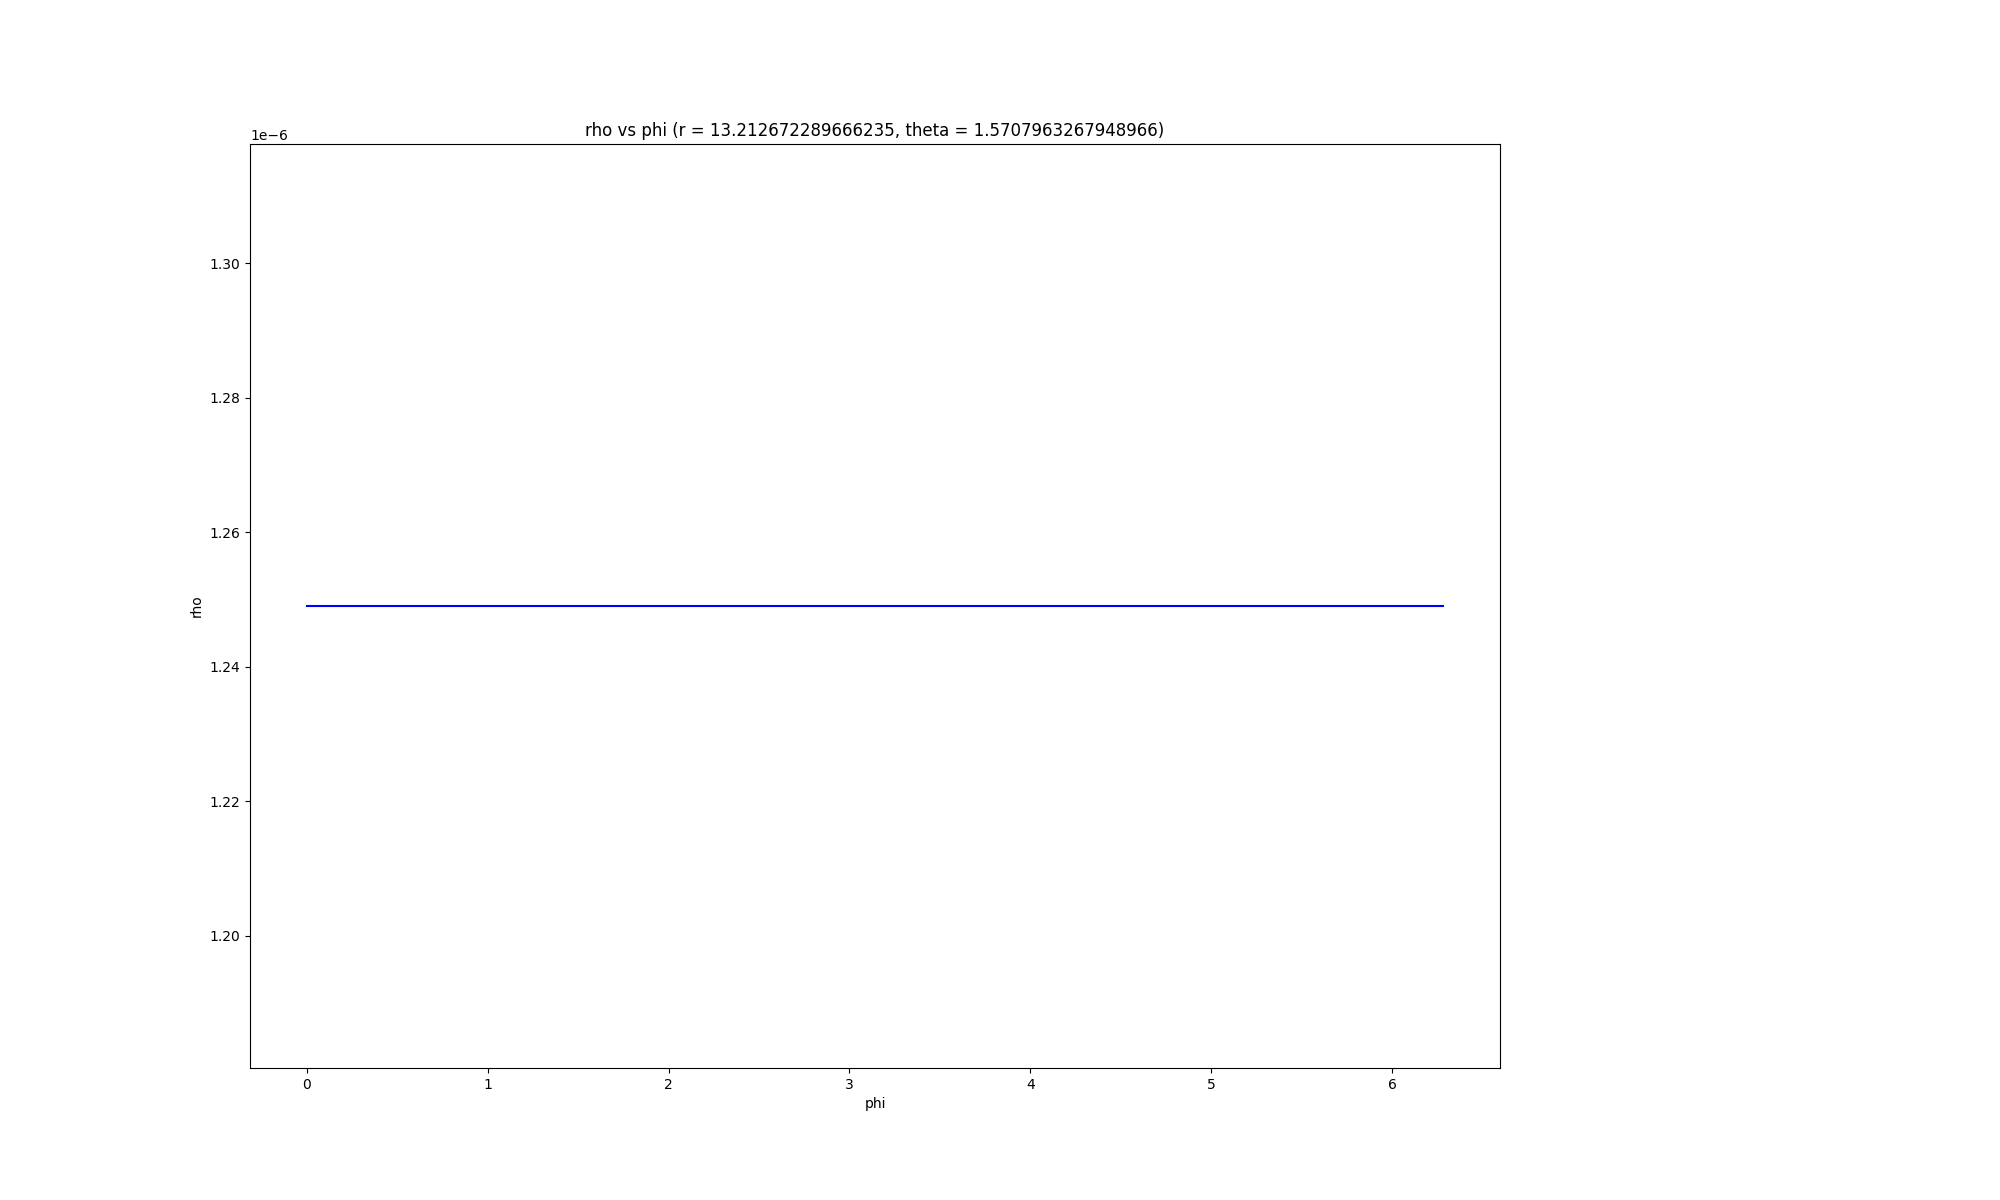 rho vs phi (r = 13.212672289666235, theta = 1.5707963267948966)
1e−6
1.30
1.28
1.26
1.24
1.22
1.20
rho
0 1 2 3 4 5 6
phi